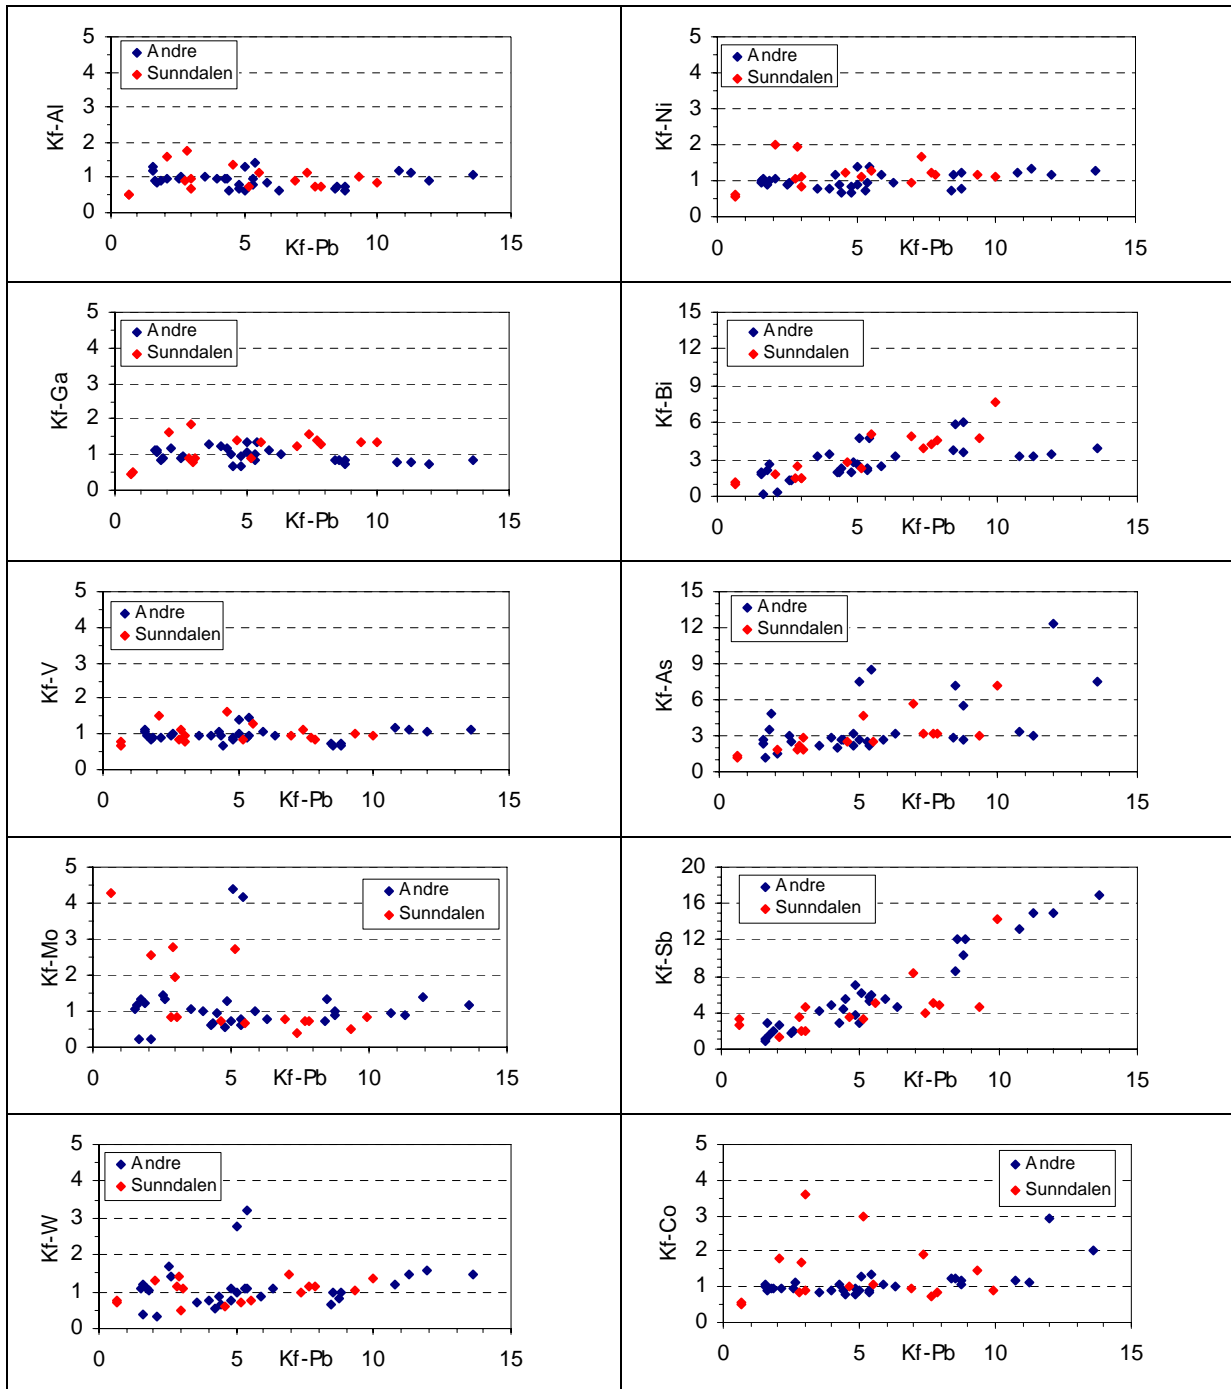 5
4
3
2
1
0
Kf-Al
Andre
Sunndalen
0 5 10 15
Kf-Pb
5
4
3
2
1
0
Kf-Ni
Andre
Sunndalen
0 5 10 15
Kf-Pb
5
4
3
2
1
0
Kf-Ga
Andre
Sunndalen
0 5 10 15
Kf-Pb
15
12
9
6
3
0
Kf-Bi
Andre
Sunndalen
0 5 10 15
Kf-Pb
5
4
3
2
1
0
Kf-V
Andre
Sunndalen
0 5 10 15
Kf-Pb
15
12
9
6
3
0
Kf-As
Andre
Sunndalen
0 5 10 15
Kf-Pb
5
4
3
2
1
0
Kf-Mo
Andre
Sunndalen
0 5 10 15
Kf-Pb
20
16
12
8
4
0
Kf-Sb
Andre
Sunndalen
0 5 10 15
Kf-Pb
5
4
3
2
1
0
Kf-W
Andre
Sunndalen
0 5 10 15
Kf-Pb
5
4
3
2
1
0
Kf-Co
Andre
Sunndalen
0 5 10 15
Kf-Pb